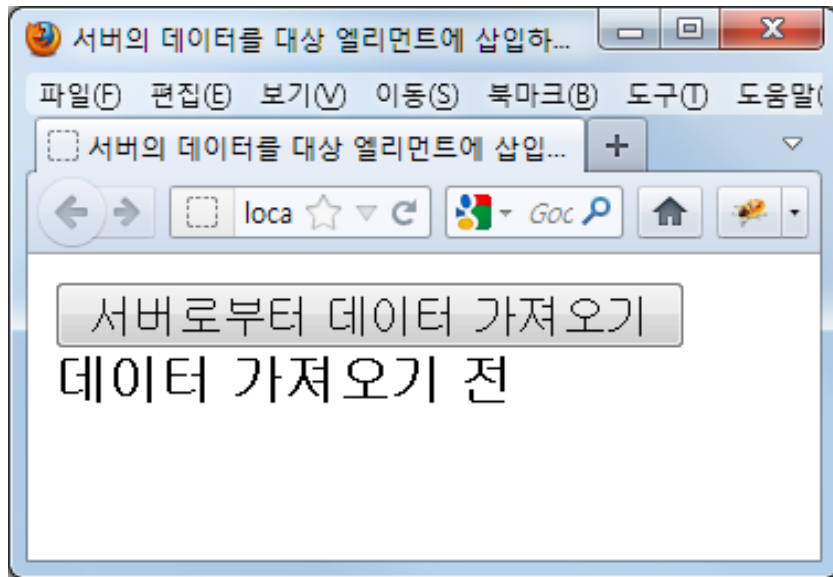 서버의 데이터를 대상 엘리먼트에 삽입하...
파일(F) 편집(E) 보기(V) 이동(S) 북마크(B) 도구(T) 도움말(
서버의 데이터를 대상 엘리먼트에 삽입... +
loca Goo
서버로부터 데이터 가져오기
데이터 가져오기 전